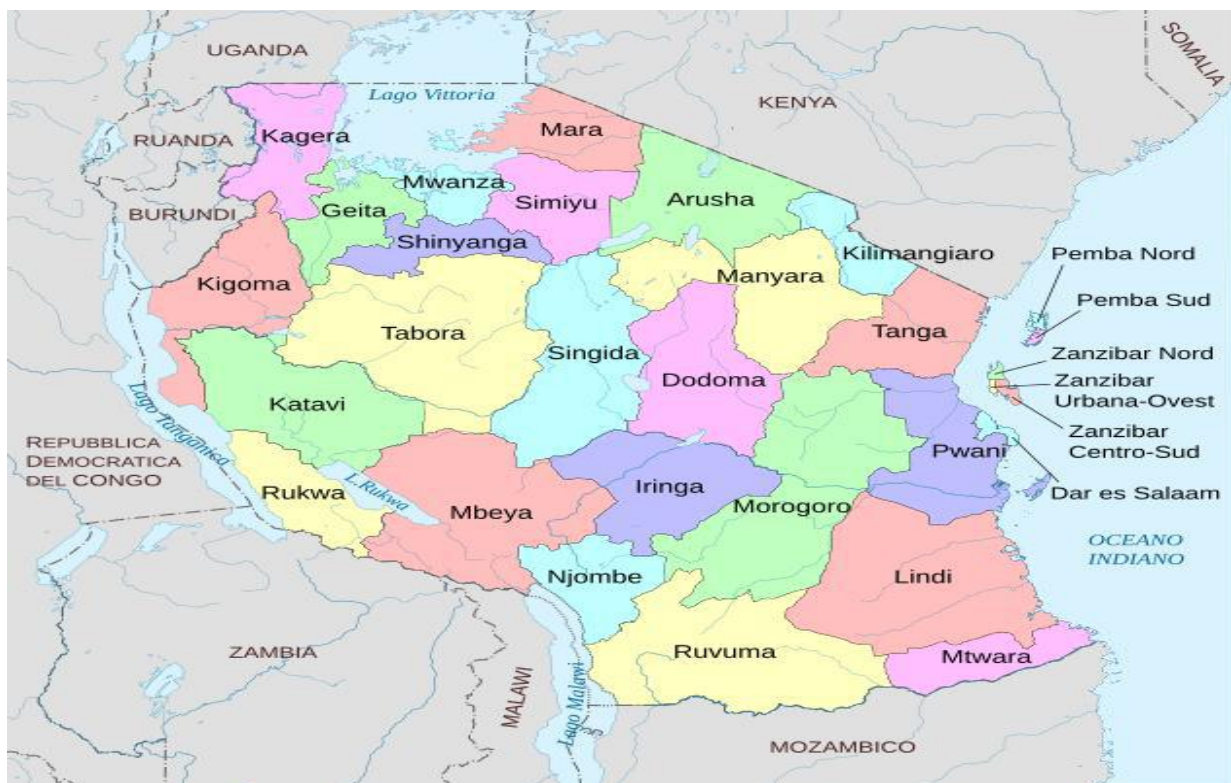 UGANDA
SOMALIA
Lago Vittoria
KENYA
RUANDA
Kagera
Mara
Mwanza
BURUNDI
Geita
Simiyu
Arusha
Shinyanga
Kilimangiaro
Pemba Nord
Kigoma
Manyara
Pemba Sud
Tabora
Tanga
Singida
Zanzibar Nord
Dodoma
Zanzibar
Urbana-Ovest
Katavi
Lago Tanganica
Zanzibar
Centro-Sud
REPUBBLICA
DEMOCRATICA
DEL CONGO
Pwani
Rukwa
L.Rukwa
Iringa
Dar es Salaam
Mbeya
Morogoro
OCEANO
INDIANO
Njombe
Lindi
ZAMBIA
Ruvuma
Mtwara
MALAWI
Lago Malawi
MOZAMBICO